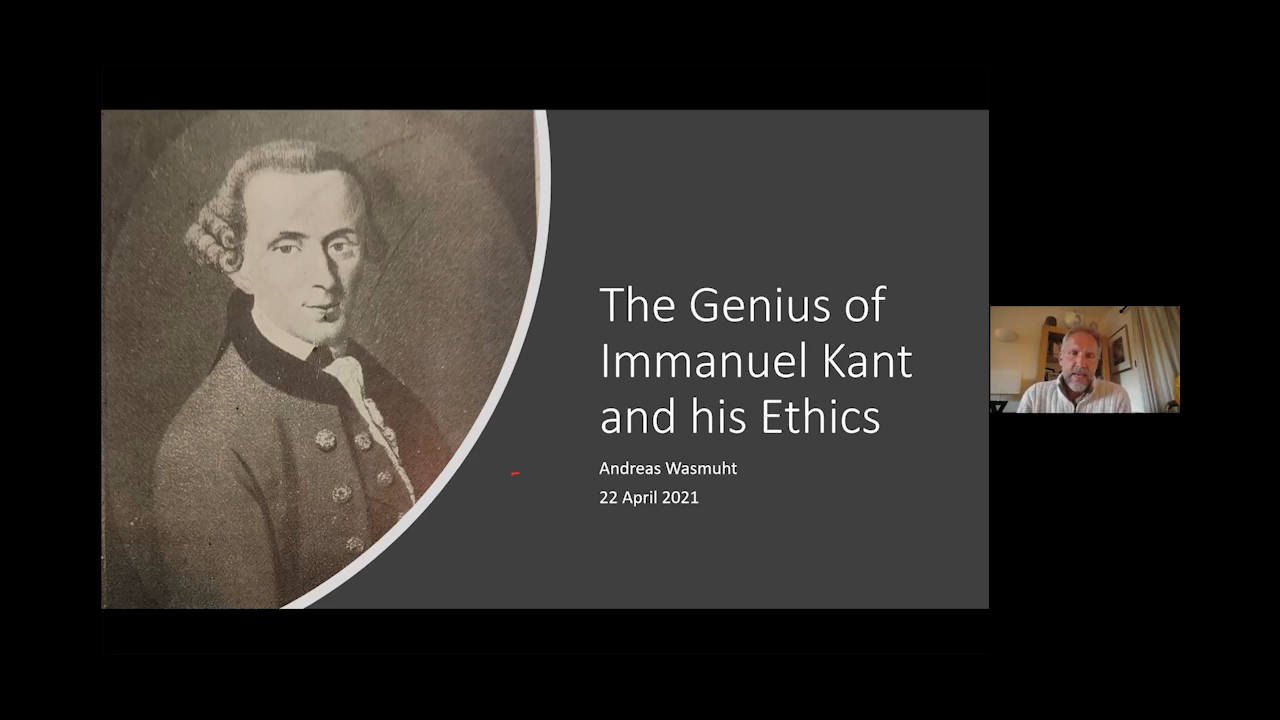 The Genius of
Immanuel Kant
and his Ethics
Andreas Wasmuht
22 April 2021